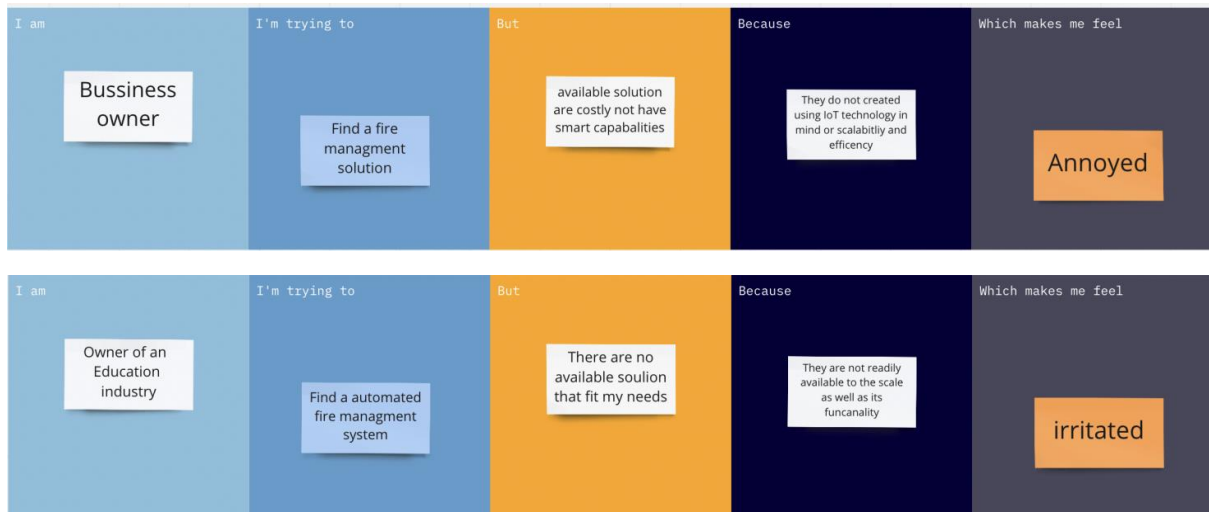 I am
I'm trying to
But
Because
Which makes me feel
Bussiness
owner
Find a fire
managment
solution
available solution
are costly not have
smart capabalities
They do not created
using IoT technology in
mind or scalabitliy and
efficency
Annoyed
I am
I'm trying to
But
Because
Which makes me feel
Owner of an
Education
industry
Find a automated
fire managment
system
There are no
available soulion
that fit my needs
They are not readily
available to the scale
as well as its
funcanality
irritated